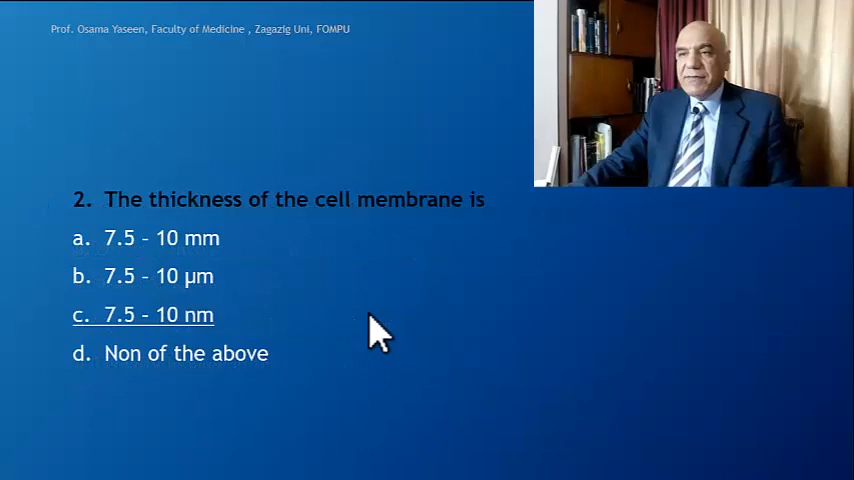 Prof. Osama Yaseen, Faculty of Medicine , Zagazig Uni, FOMPU
2. The thickness of the cell membrane is
a. 7.5 – 10 mm
b. 7.5 – 10 µm
c. 7.5 – 10 nm
d. Non of the above